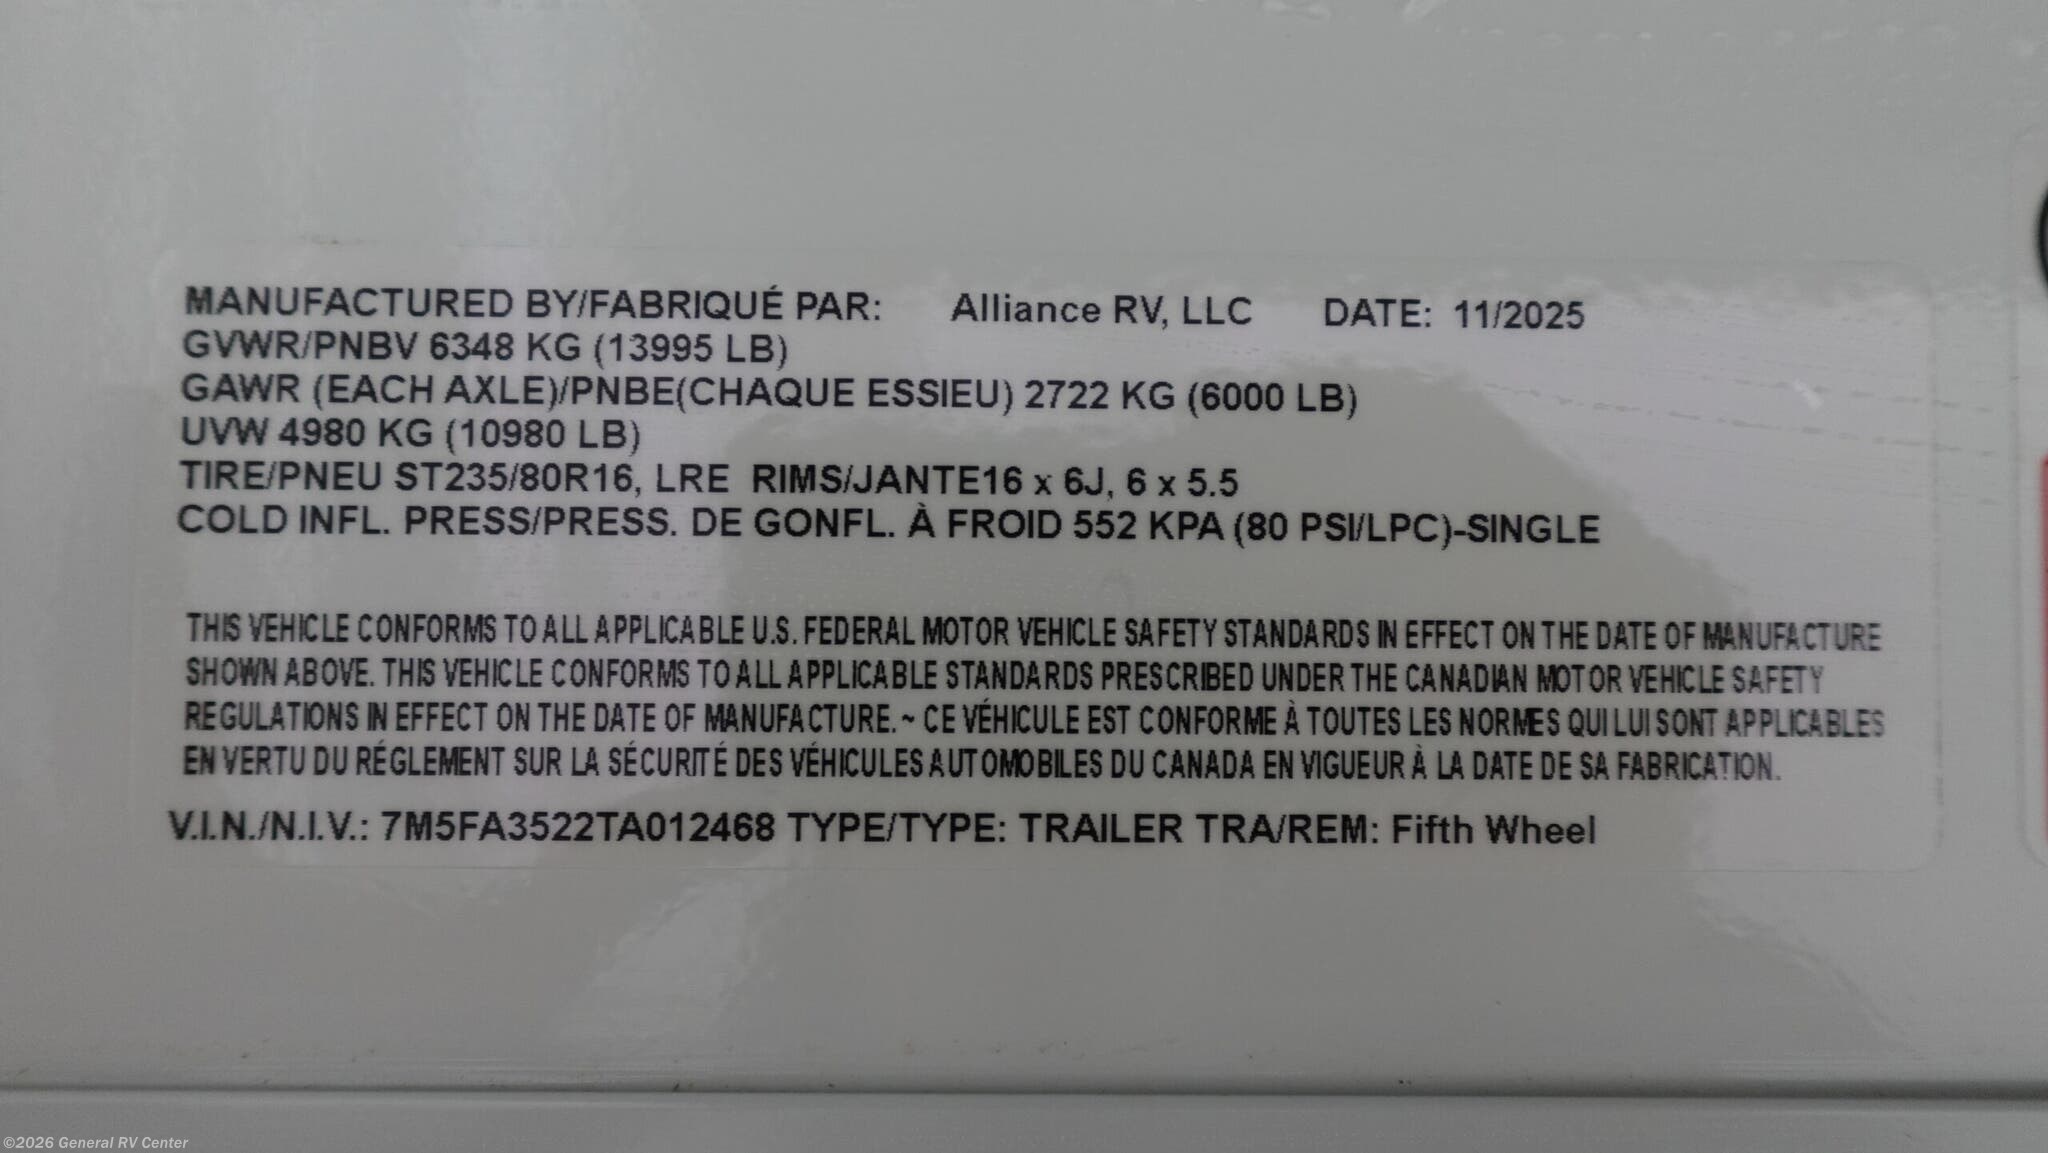 MANUFACTURED BY/FABRIQUÉ PAR: Alliance RV, LLC DATE: 11/2025
GVWR/PNBV 6348 KG (13995 LB)
GAWR (EACH AXLE)/PNBE(CHAQUE ESSIEU) 2722 KG (6000 LB)
UVW 4980 KG (10980 LB)
TIRE/PNEU ST235/80R16, LRE RIMS/JANTE16 x 6J, 6 x 5.5
COLD INFL. PRESS/PRESS. DE GONFL. À FROID 552 KPA (80 PSI/LPC)-SINGLE
THIS VEHICLE CONFORMS TO ALL APPLICABLE U.S. FEDERAL MOTOR VEHICLE SAFETY STANDARDS IN EFFECT ON THE DATE OF MANUFACTURE
SHOWN ABOVE. THIS VEHICLE CONFORMS TO ALL APPLICABLE STANDARDS PRESCRIBED UNDER THE CANADIAN MOTOR VEHICLE SAFETY
REGULATIONS IN EFFECT ON THE DATE OF MANUFACTURE. ~ CE VÉHICULE EST CONFORME À TOUTES LES NORMES QUI LUI SONT APPLICABLES
EN VERTU DU RÉGLEMENT SUR LA SÉCURITÉ DES VÉHICULES AUTOMOBILES DU CANADA EN VIGUEUR À LA DATE DE SA FABRICATION.
V.I.N./N.I.V.: 7M5FA3522TA012468 TYPE/TYPE: TRAILER TRA/REM: Fifth Wheel
©2026 General RV Center